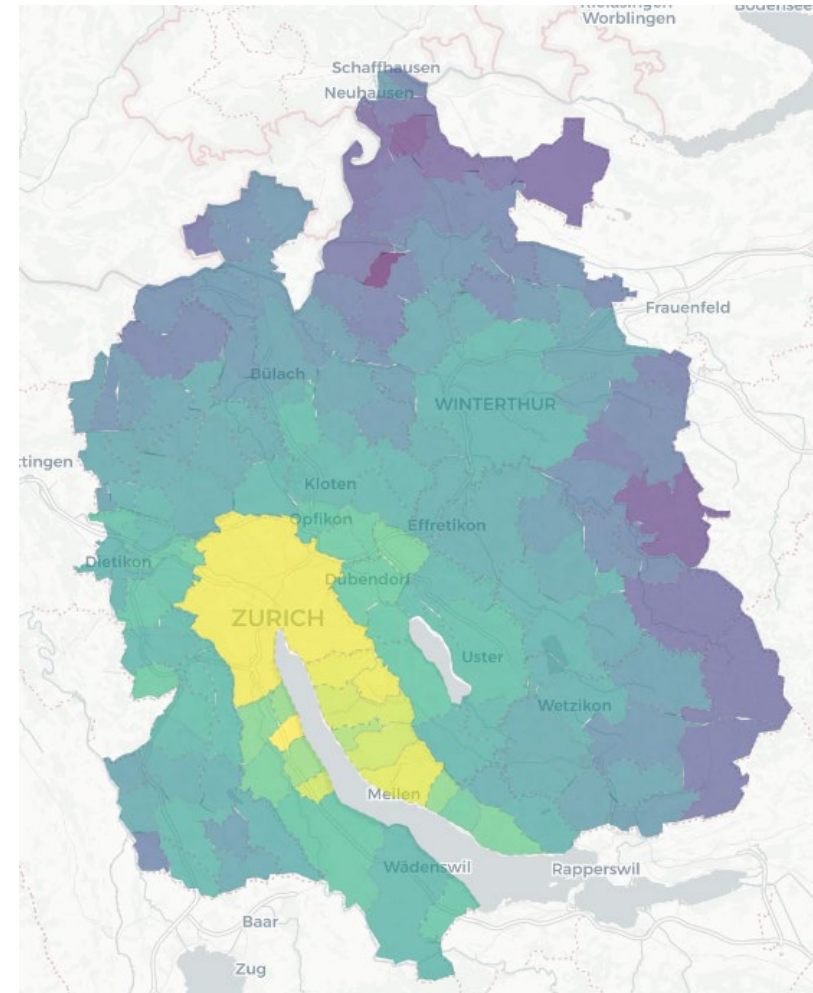 Worblingen
Schaffhausen
Neuhausen
Frauenfeld
Bülach
WINTERTHUR
ttingen
Kloten
Opfikon
Effretikon
Dietikon
Dübendorf
ZURICH
Uster
Wetzikon
Meilen
Wädenswil
Rapperswil
Baar
Zug